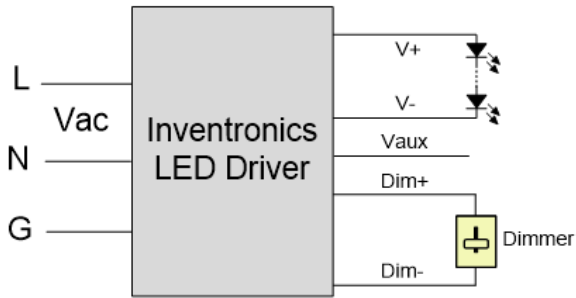 L
Vac
N
G
Inventronics
LED Driver
V+
V-
Vaux
Dim+
Dim-
Dimmer